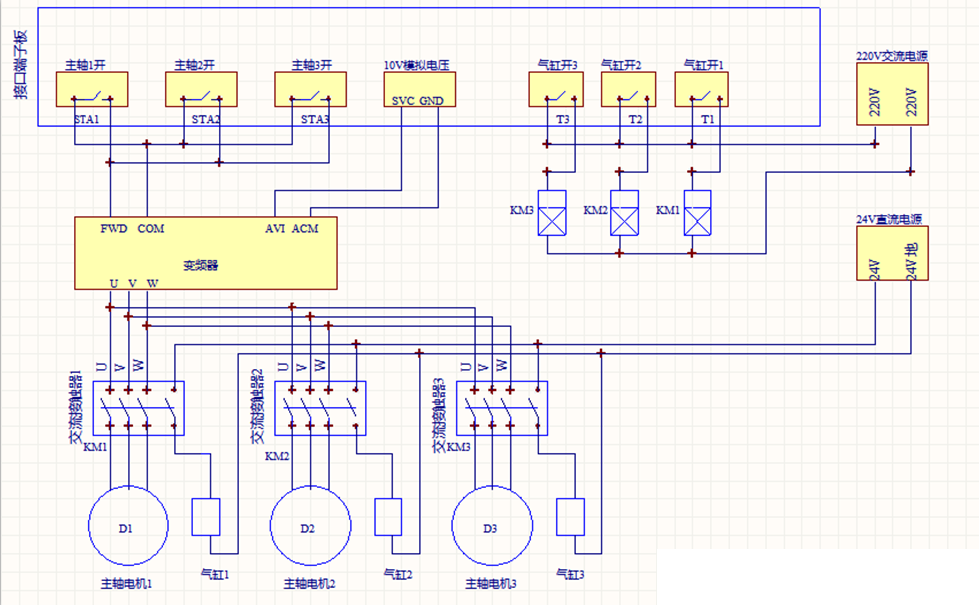 接口端子板
主轴1开
主轴2开
主轴3开
10V模拟电压
气缸开3
气缸开2
气缸开1
220V交流电源
SVC GND
220V
220V
STA1
STA2
STA3
T3
T2
T1
KM3
KM2
KM1
24V直流电源
24V
24V 地
FWD COM
AVI ACM
变频器
U V W
U V W
U V W
U V W
交流接触器1
交流接触器2
交流接触器3
KM1
KM2
KM3
D1
D2
D3
主轴电机1
气缸1
主轴电机2
气缸2
主轴电机3
气缸3